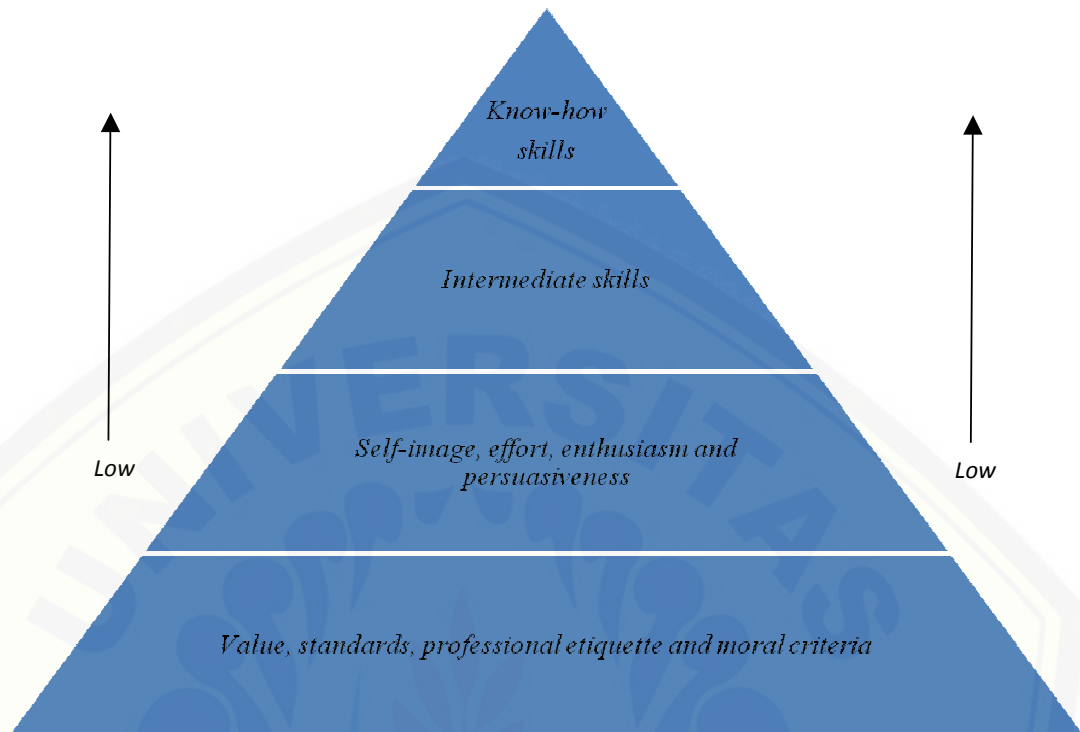 Know-how
skills
Intermediate skills
Self-image, effort, enthusiasm and
persuasiveness
Low
Low
Value, standards, professional etiquette and moral criteria
UNIVERSITAS